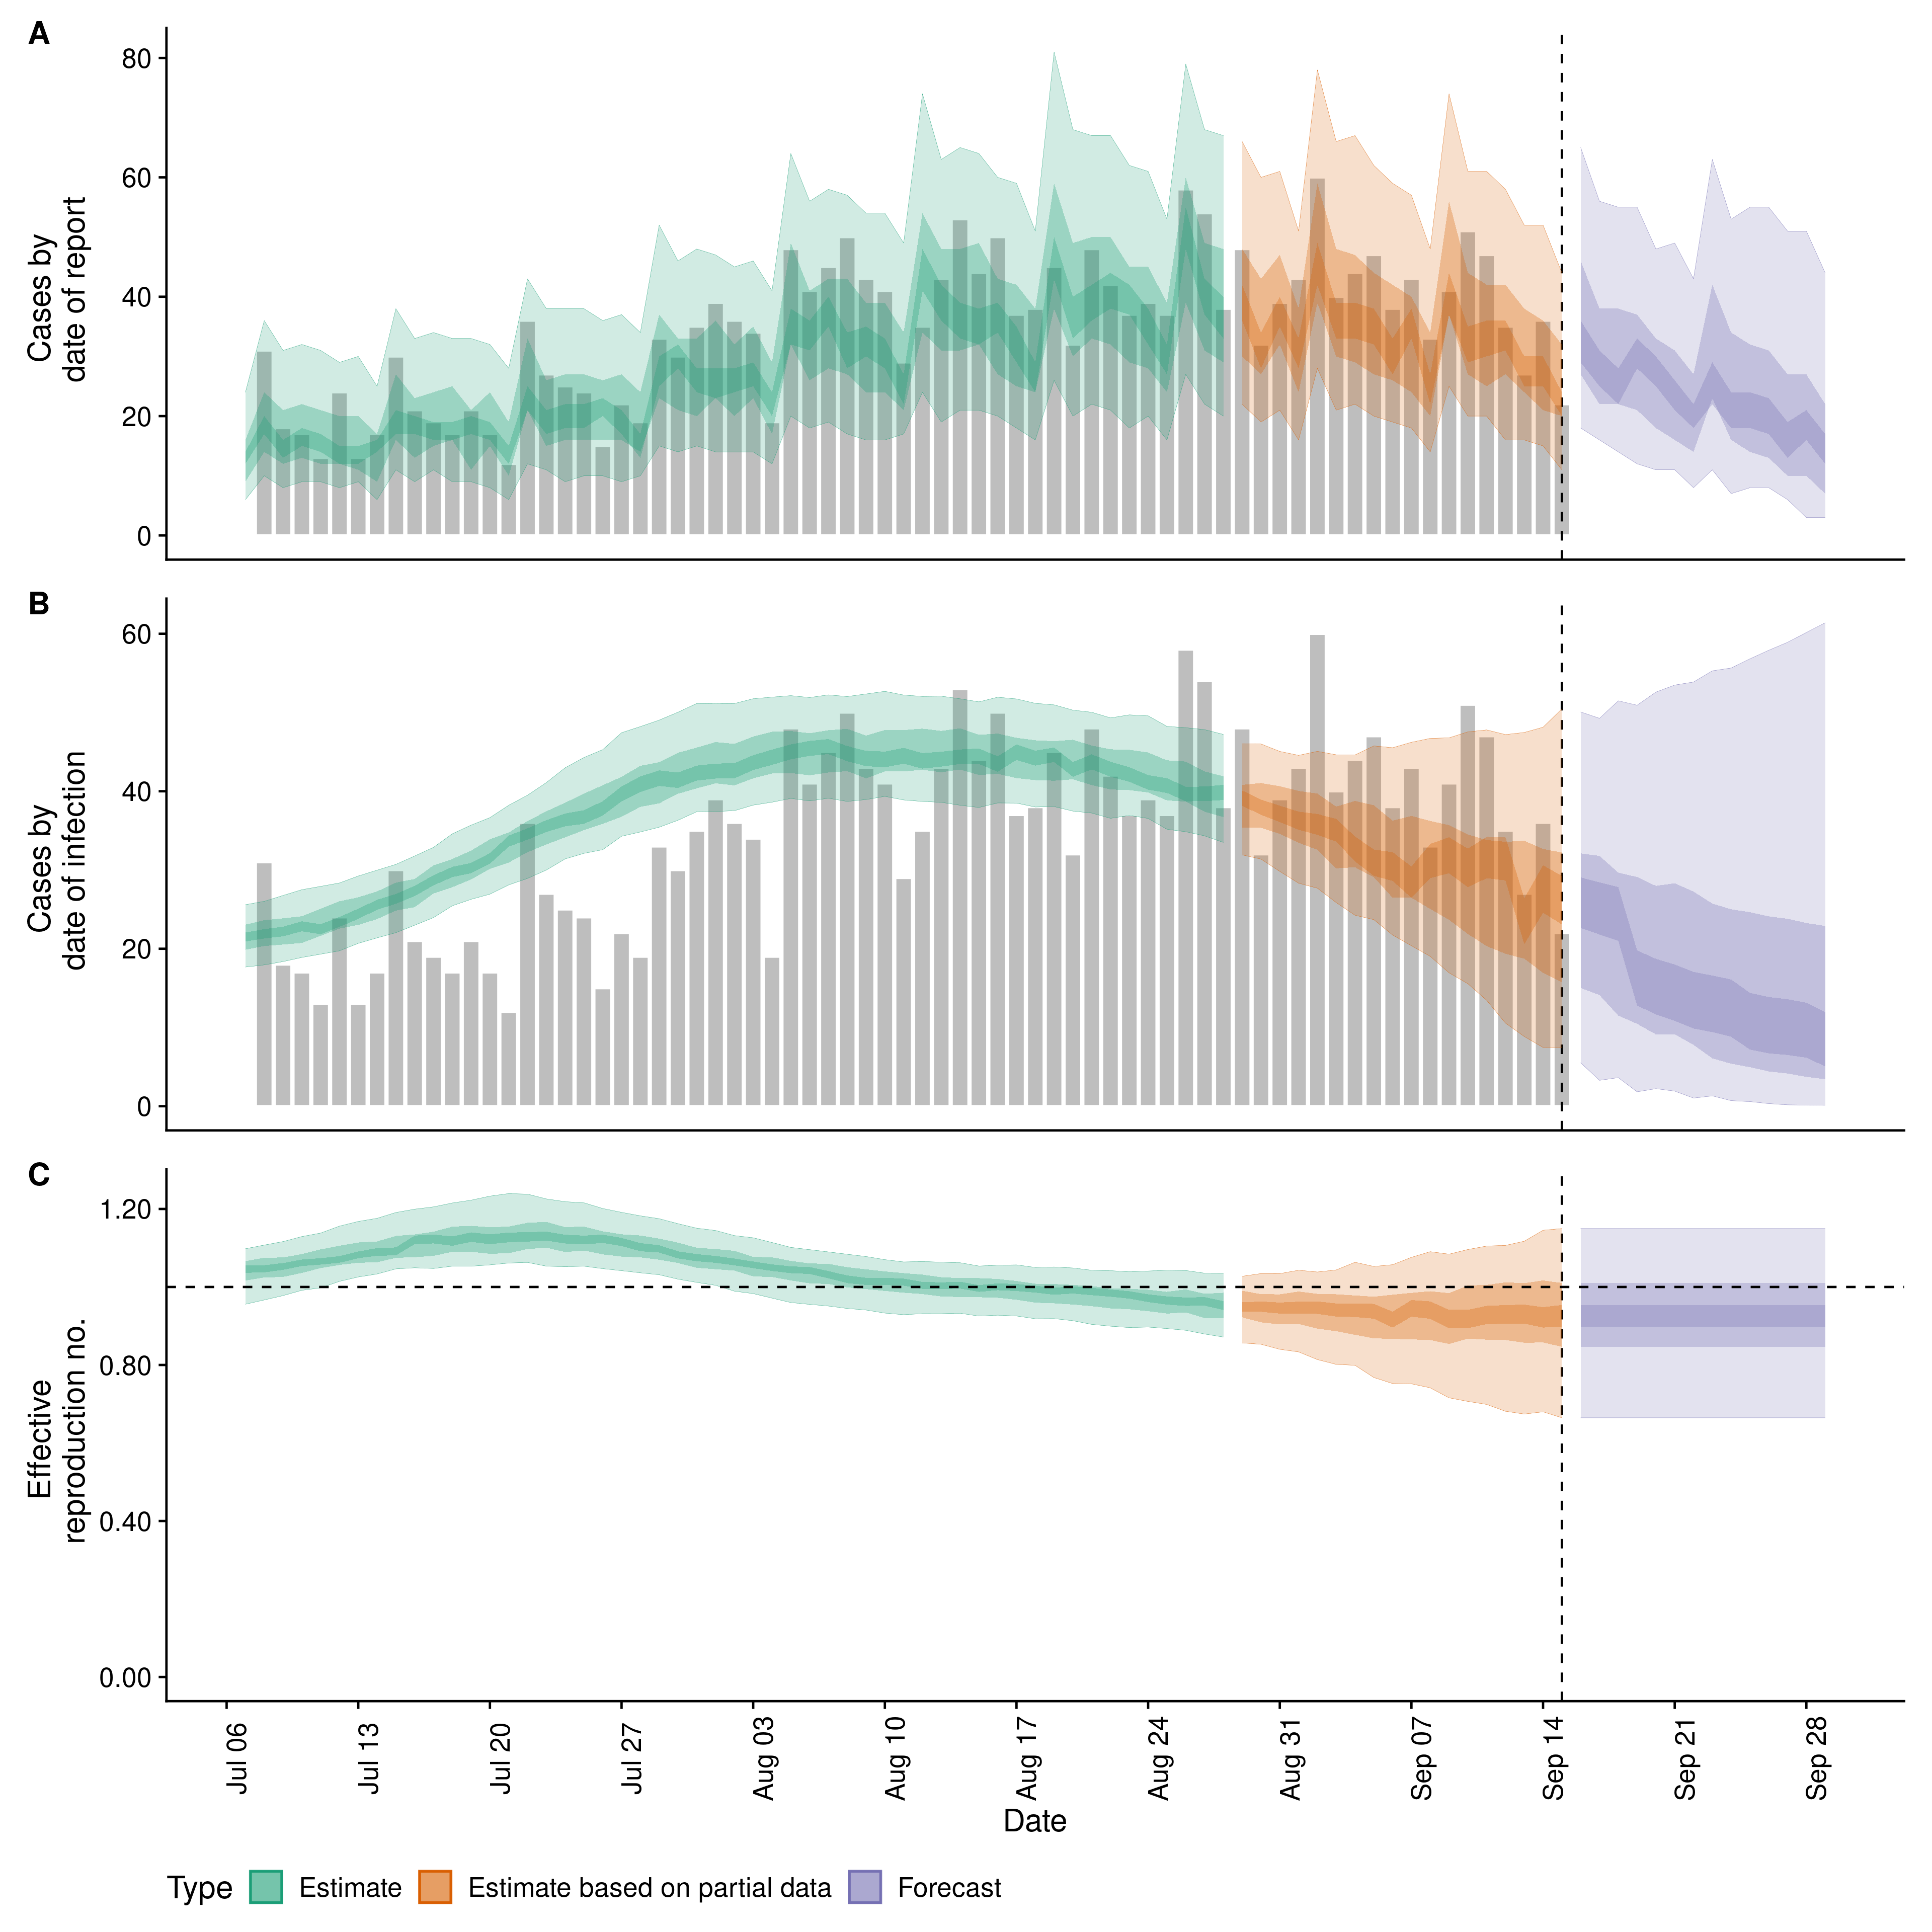 A
Cases by
date of report
80
60
40
20
0
B
Cases by
date of infection
60
40
20
0
C
Effective
reproduction no.
1.20
0.80
0.40
0.00
Jul 06
Jul 13
Jul 20
Jul 27
Aug 03
Aug 10
Aug 17
Aug 24
Aug 31
Sep 07
Sep 14
Sep 21
Sep 28
Date
Type Estimate Estimate based on partial data Forecast